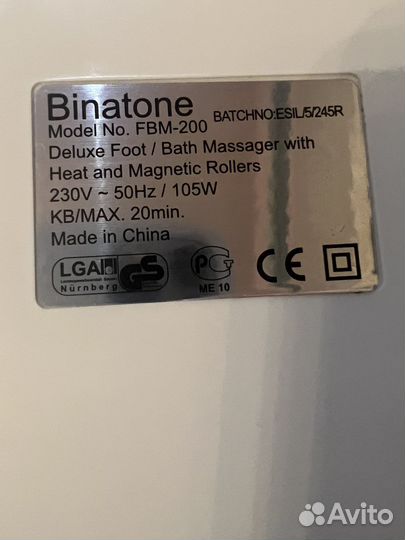 Binatone BATCHNO:ESIL/5/245R
Model No. FBM-200
Deluxe Foot / Bath Massager with
Heat and Magnetic Rollers
230V ~ 50Hz / 105W
KB/MAX. 20min.
Made in China
LGA GS PCT CE
Nürnberg ME 10
Avito